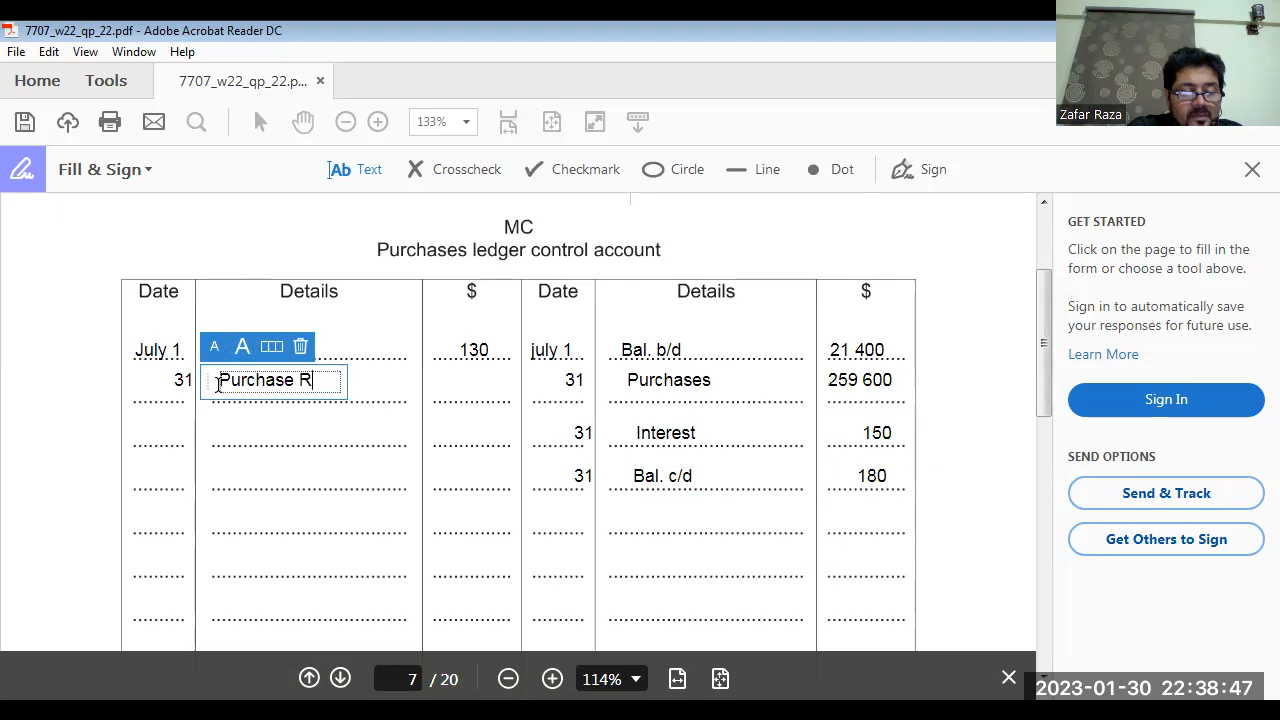 7707_w22_qp_22.pdf - Adobe Acrobat Reader DC
File Edit View Window Help
Home Tools 7707_w22_qp_22.p... ×
133%
Zafar Raza
Fill & Sign Ab Text Crosscheck Checkmark Circle Line Dot Sign
MC
Purchases ledger control account
Date Details $ Date Details $
A A
July 1 130 july 1 Bal. b/d 21 400
31 Purchase R 31 Purchases 259 600
31 Interest 150
31 Bal. c/d 180
GET STARTED
Click on the page to fill in the
form or choose a tool above.
Sign in to automatically save
your responses for future use.
Learn More
Sign In
SEND OPTIONS
Send & Track
Get Others to Sign
7 / 20 114%
2023-01-30 22:38:47